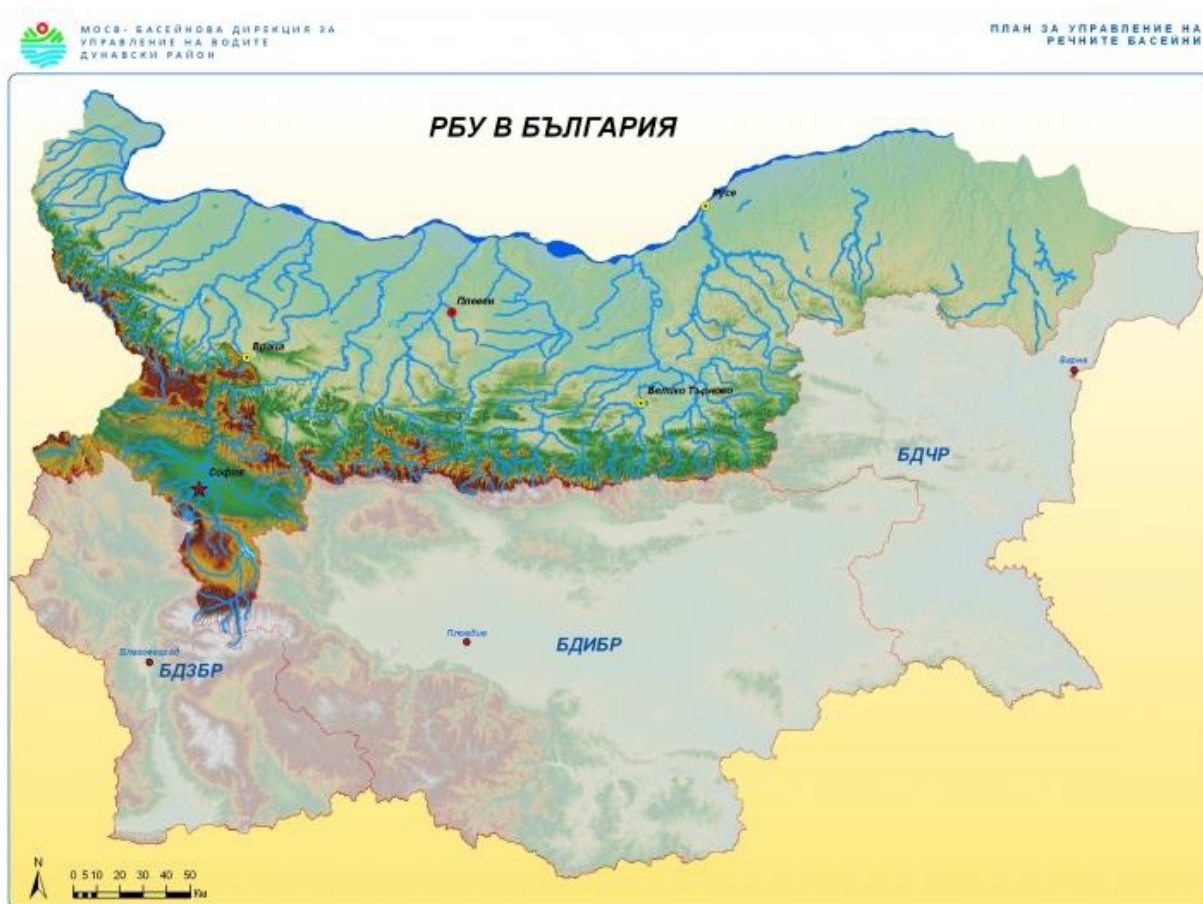 МОСВ- БАСЕЙНОВА ДИРЕКЦИЯ ЗА
УПРАВЛЕНИЕ НА ВОДИТЕ
ДУНАВСКИ РАЙОН
ПЛАН ЗА УПРАВЛЕНИЕ НА
РЕЧНИТЕ БАСЕЙНИ
РБУ В БЪЛГАРИЯ
Русе
Плевен
Враца
Варна
Велико Търново
БДЧР
София
Пловдив
БДИБР
Благоевград
БДЗБР
N
0 5 10 20 30 40 50
Км